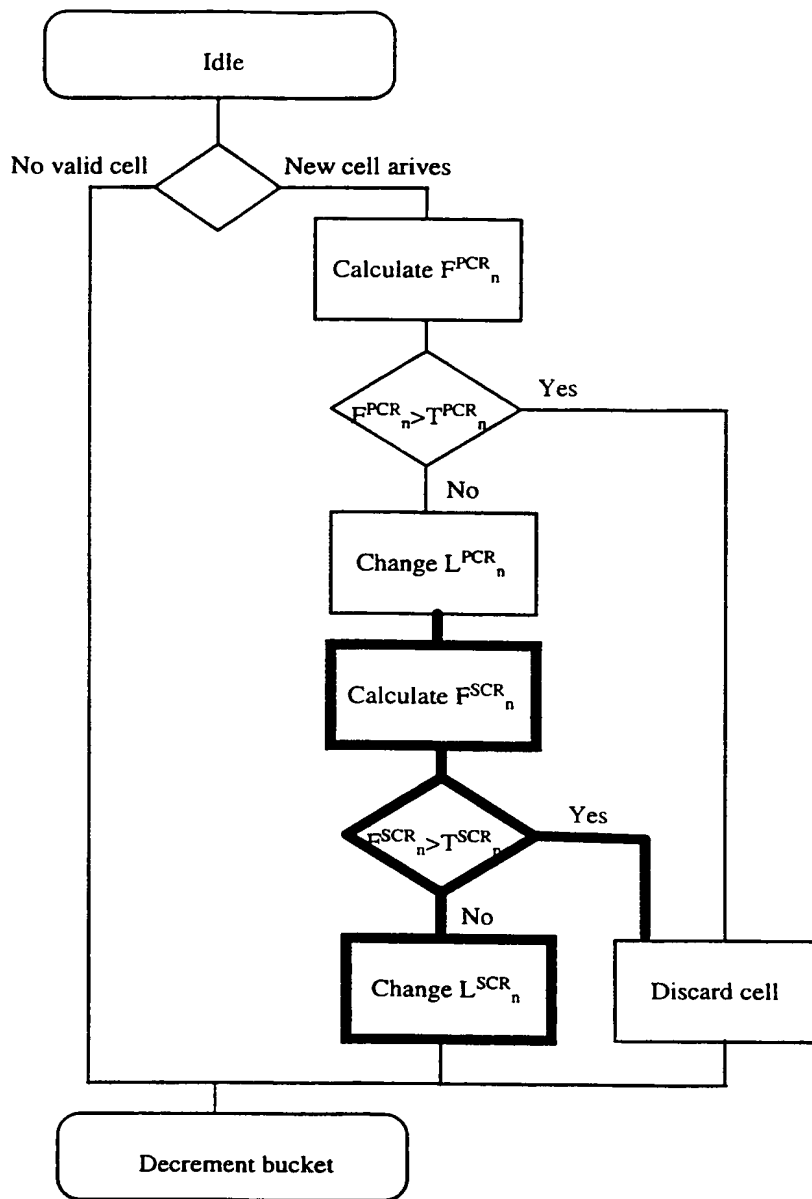 Idle
No valid cell
New cell arives
Calculate F^PCR_n
F^PCR_n>T^PCR_n
Yes
No
Change L^PCR_n
Calculate F^SCR_n
F^SCR_n>T^SCR_n
Yes
No
Change L^SCR_n
Discard cell
Decrement bucket